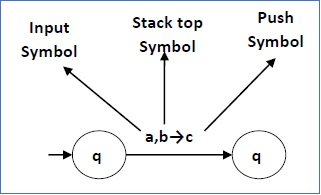 Input
Symbol
Stack top
Symbol
Push
Symbol
a,b→c
q
q